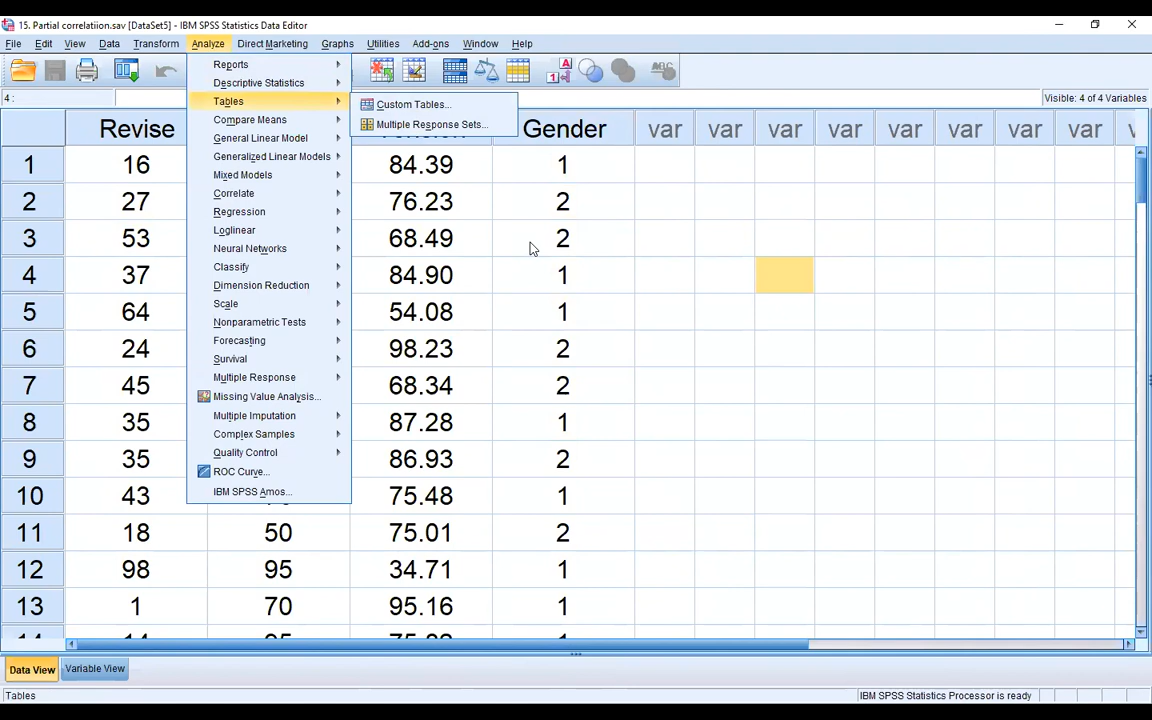 15. Partial correlatiion.sav [DataSet5] - IBM SPSS Statistics Data Editor
File Edit View Data Transform Analyze Direct Marketing Graphs Utilities Add-ons Window Help
4 : Visible: 4 of 4 Variables
Revise Gender var var var var var var var var
Reports
Descriptive Statistics
Tables
Compare Means
General Linear Model
Generalized Linear Models
Mixed Models
Correlate
Regression
Loglinear
Neural Networks
Classify
Dimension Reduction
Scale
Nonparametric Tests
Forecasting
Survival
Multiple Response
Missing Value Analysis...
Multiple Imputation
Complex Samples
Quality Control
ROC Curve...
IBM SPSS Amos...
Custom Tables...
Multiple Response Sets...
1 16 84.39 1
2 27 76.23 2
3 53 68.49 2
4 37 84.90 1
5 64 54.08 1
6 24 98.23 2
7 45 68.34 2
8 35 87.28 1
9 35 86.93 2
10 43 75.48 1
11 18 50 75.01 2
12 98 95 34.71 1
13 1 70 95.16 1
Data View Variable View
Tables IBM SPSS Statistics Processor is ready